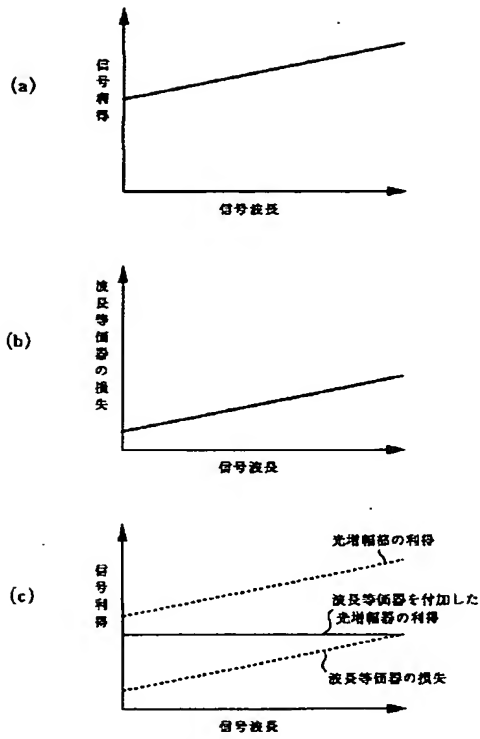 (a)
信号利得
信号波長
(b)
波長等価器の損失
信号波長
(c)
信号利得
光増幅部の利得
波長等価器を付加した
光増幅器の利得
波長等価器の損失
信号波長